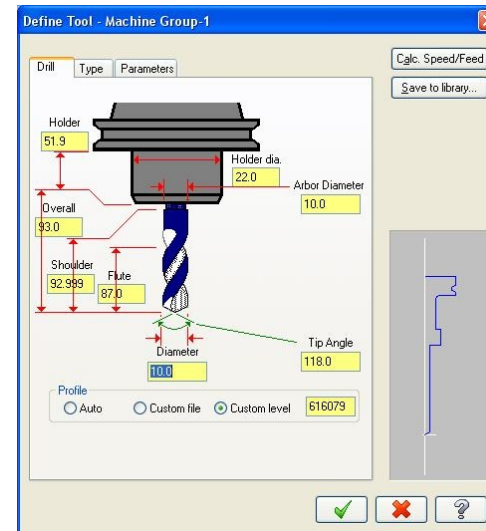 Define Tool - Machine Group-1
Drill Type Parameters
Calc. Speed/Feed
Save to library...
Holder
51.9
Holder dia.
22.0
Arbor Diameter
10.0
Overall
93.0
Shoulder
92.999
Flute
87.0
Diameter
10.0
Tip Angle
118.0
Profile
Auto Custom file Custom level 616079